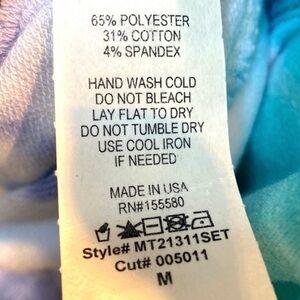 65% POLYESTER
31% COTTON
4% SPANDEX
HAND WASH COLD
DO NOT BLEACH
LAY FLAT TO DRY
DO NOT TUMBLE DRY
USE COOL IRON
IF NEEDED
MADE IN USA
RN#155580
Style# MT21311SET
Cut# 005011
M